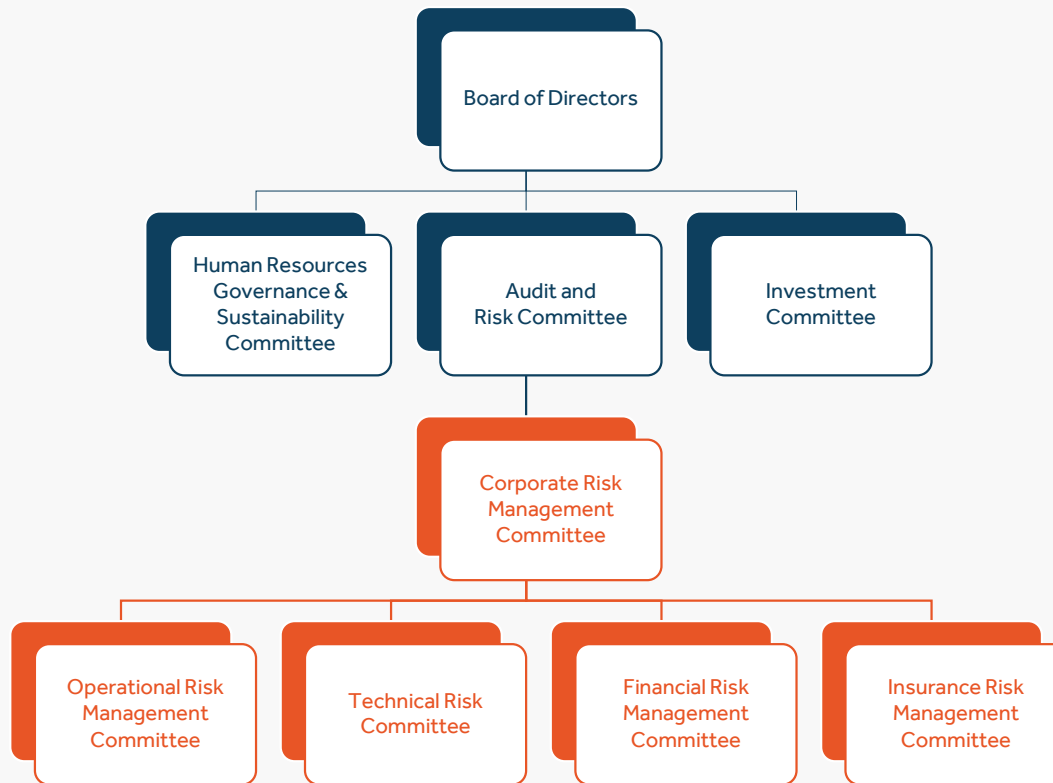 Board of Directors
Human Resources
Governance &
Sustainability
Committee
Audit and
Risk Committee
Investment
Committee
Corporate Risk
Management
Committee
Operational Risk
Management
Committee
Technical Risk
Committee
Financial Risk
Management
Committee
Insurance Risk
Management
Committee